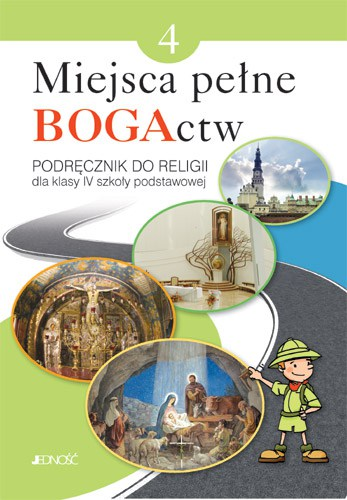 4
Miejsca pełne
BOGActw
PODRĘCZNIK DO RELIGII
dla klasy IV szkoły podstawowej
JEDNOŚĆ